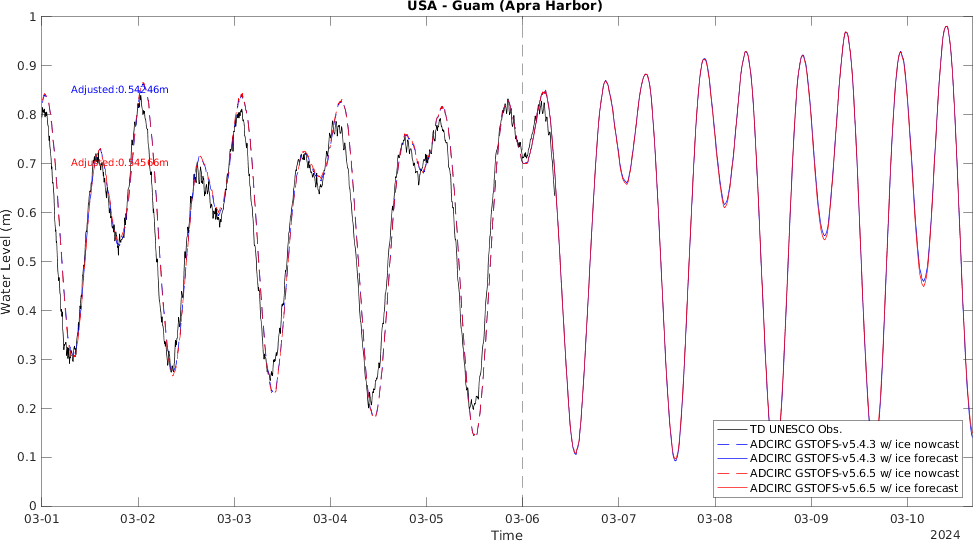 USA - Guam (Apra Harbor)
1
0.9
0.8
0.7
0.6
0.5
0.4
0.3
0.2
0.1
0
Water Level (m)
Adjusted:0.54246m
Adjusted:0.54566m
TD UNESCO Obs.
ADCIRC GSTOFS-v5.4.3 w/ ice nowcast
ADCIRC GSTOFS-v5.4.3 w/ ice forecast
ADCIRC GSTOFS-v5.6.5 w/ ice nowcast
ADCIRC GSTOFS-v5.6.5 w/ ice forecast
03-01 03-02 03-03 03-04 03-05 03-06 03-07 03-08 03-09 03-10
Time
2024